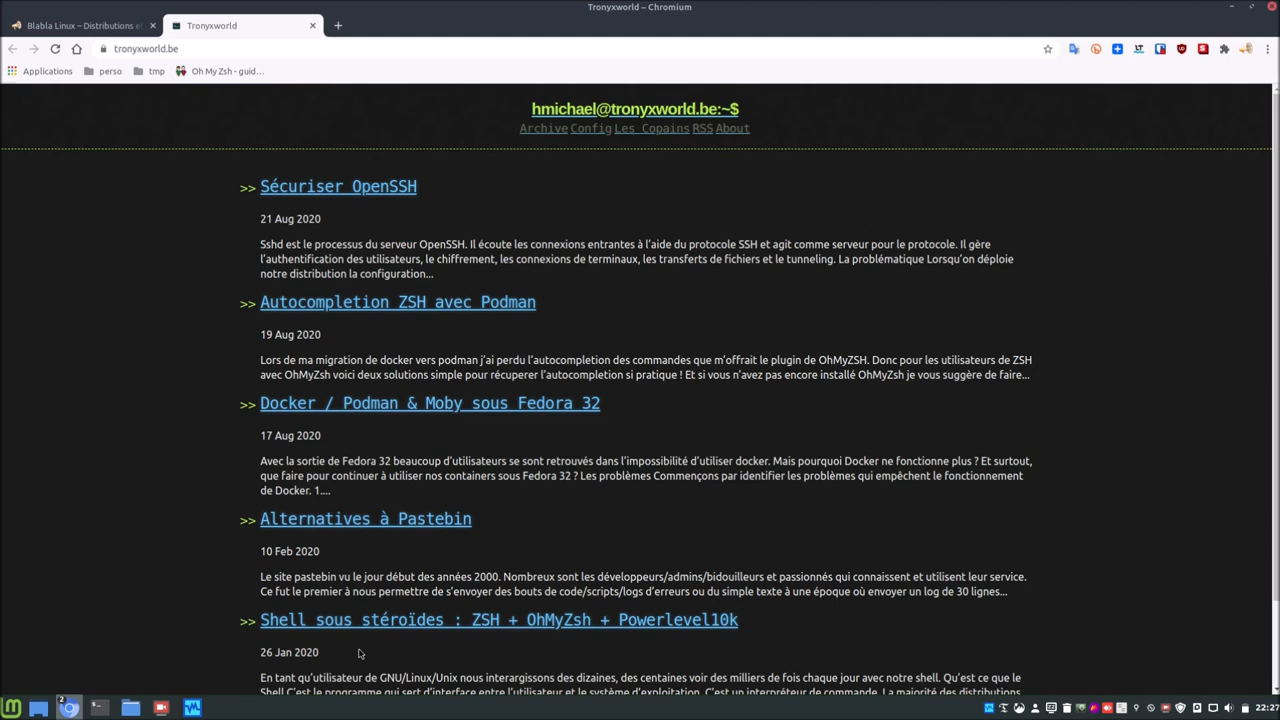 Tronyxworld – Chromium
Blabla Linux – Distributions e
Tronyxworld
tronyxworld.be
Applications
perso
tmp
Oh My Zsh - guid…
hmichael@tronyxworld.be:~$
Archive Config Les Copains RSS About
>> Sécuriser OpenSSH
21 Aug 2020
Sshd est le processus du serveur OpenSSH. Il écoute les connexions entrantes à l’aide du protocole SSH et agit comme serveur pour le protocole. Il gère
l’authentification des utilisateurs, le chiffrement, les connexions de terminaux, les transferts de fichiers et le tunneling. La problématique Lorsqu’on déploie
notre distribution la configuration...
>> Autocompletion ZSH avec Podman
19 Aug 2020
Lors de ma migration de docker vers podman j’ai perdu l’autocompletion des commandes que m’offrait le plugin de OhMyZSH. Donc pour les utilisateurs de ZSH
avec OhMyZsh voici deux solutions simple pour récuperer l’autocompletion si pratique ! Et si vous n’avez pas encore installé OhMyZsh je vous suggère de faire...
>> Docker / Podman & Moby sous Fedora 32
17 Aug 2020
Avec la sortie de Fedora 32 beaucoup d’utilisateurs se sont retrouvés dans l’impossibilité d’utiliser docker. Mais pourquoi Docker ne fonctionne plus ? Et surtout,
que faire pour continuer à utiliser nos containers sous Fedora 32 ? Les problèmes Commençons par identifier les problèmes qui empêchent le fonctionnement
de Docker. 1....
>> Alternatives à Pastebin
10 Feb 2020
Le site pastebin vu le jour début des années 2000. Nombreux sont les développeurs/admins/bidouilleurs et passionnés qui connaissent et utilisent leur service.
Ce fut le premier à nous permettre de s’envoyer des bouts de code/scripts/logs d’erreurs ou du simple texte à une époque où envoyer un log de 30 lignes...
>> Shell sous stéroïdes : ZSH + OhMyZsh + Powerlevel10k
26 Jan 2020
En tant qu’utilisateur de GNU/Linux/Unix nous interargissons des dizaines, des centaines voir des milliers de fois chaque jour avec notre shell. Qu’est ce que le
Shell C’est le programme qui sert d’interface entre l’utilisateur et le système d’exploitation. C’est un interpréteur de commande. La majorité des distributions
22:27